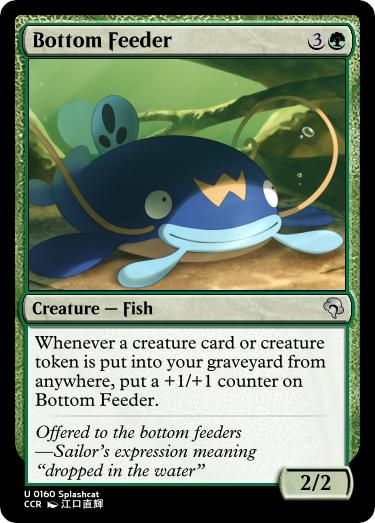 Bottom Feeder 3
Creature — Fish
Whenever a creature card or creature
token is put into your graveyard from
anywhere, put a +1/+1 counter on
Bottom Feeder.
Offered to the bottom feeders
—Sailor's expression meaning
“dropped in the water”
2/2
U 0160 Splashcat
CCR 江口直輝